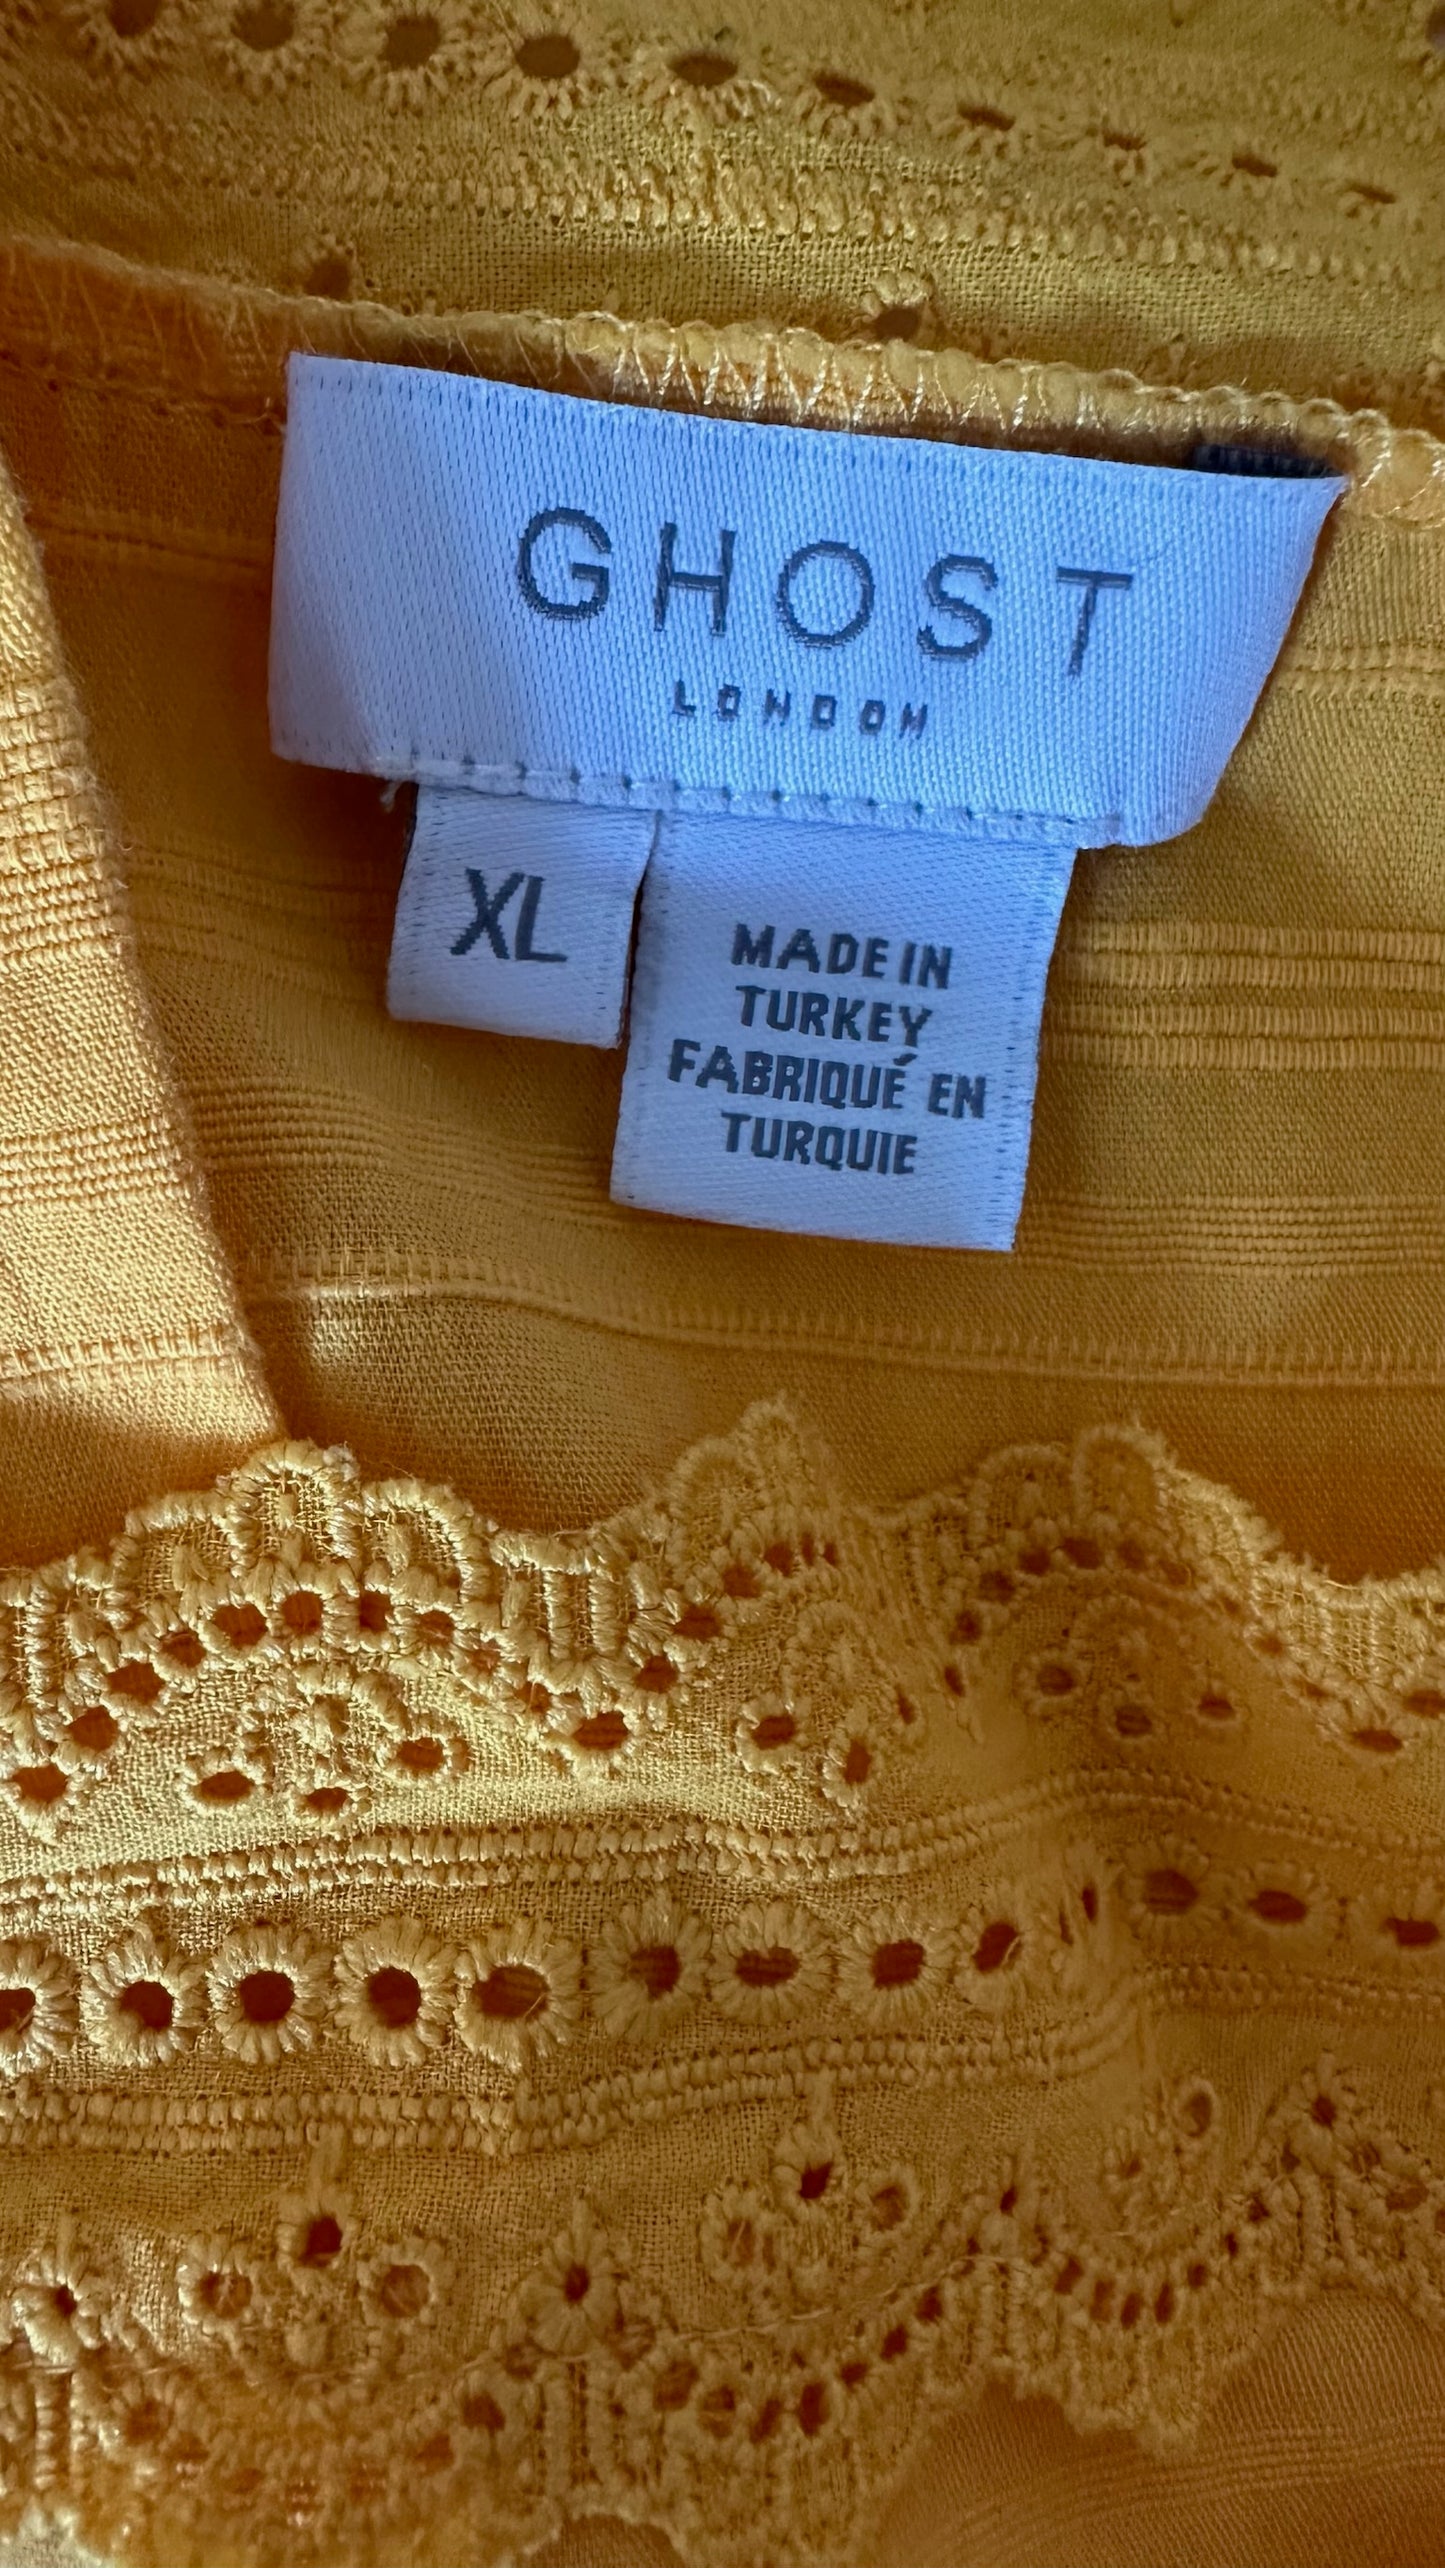 GHOST
LONDON
XL
MADE IN
TURKEY
FABRIQUÉ EN
TURQUIE